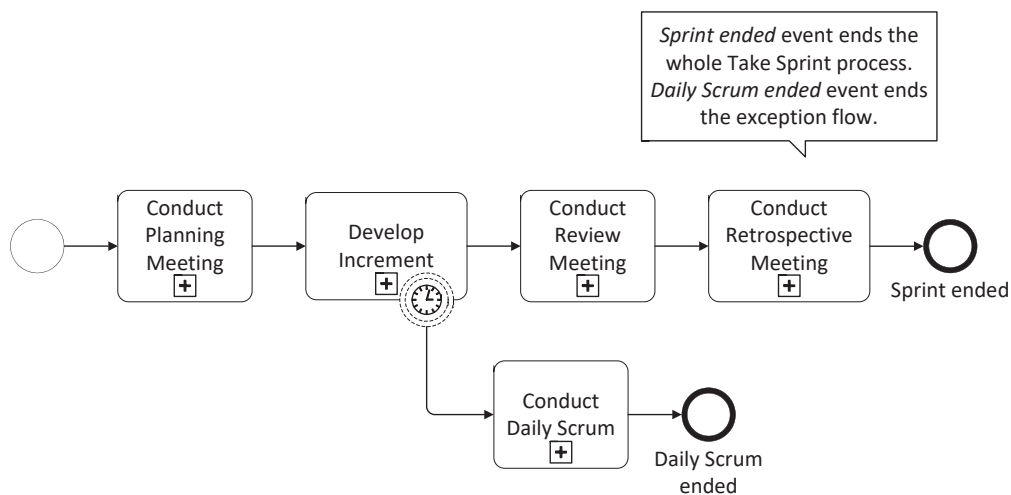 Sprint ended event ends the
whole Take Sprint process.
Daily Scrum ended event ends
the exception flow.
Conduct
Planning
Meeting
Develop
Increment
Conduct
Review
Meeting
Conduct
Retrospective
Meeting
Sprint ended
Conduct
Daily Scrum
Daily Scrum
ended